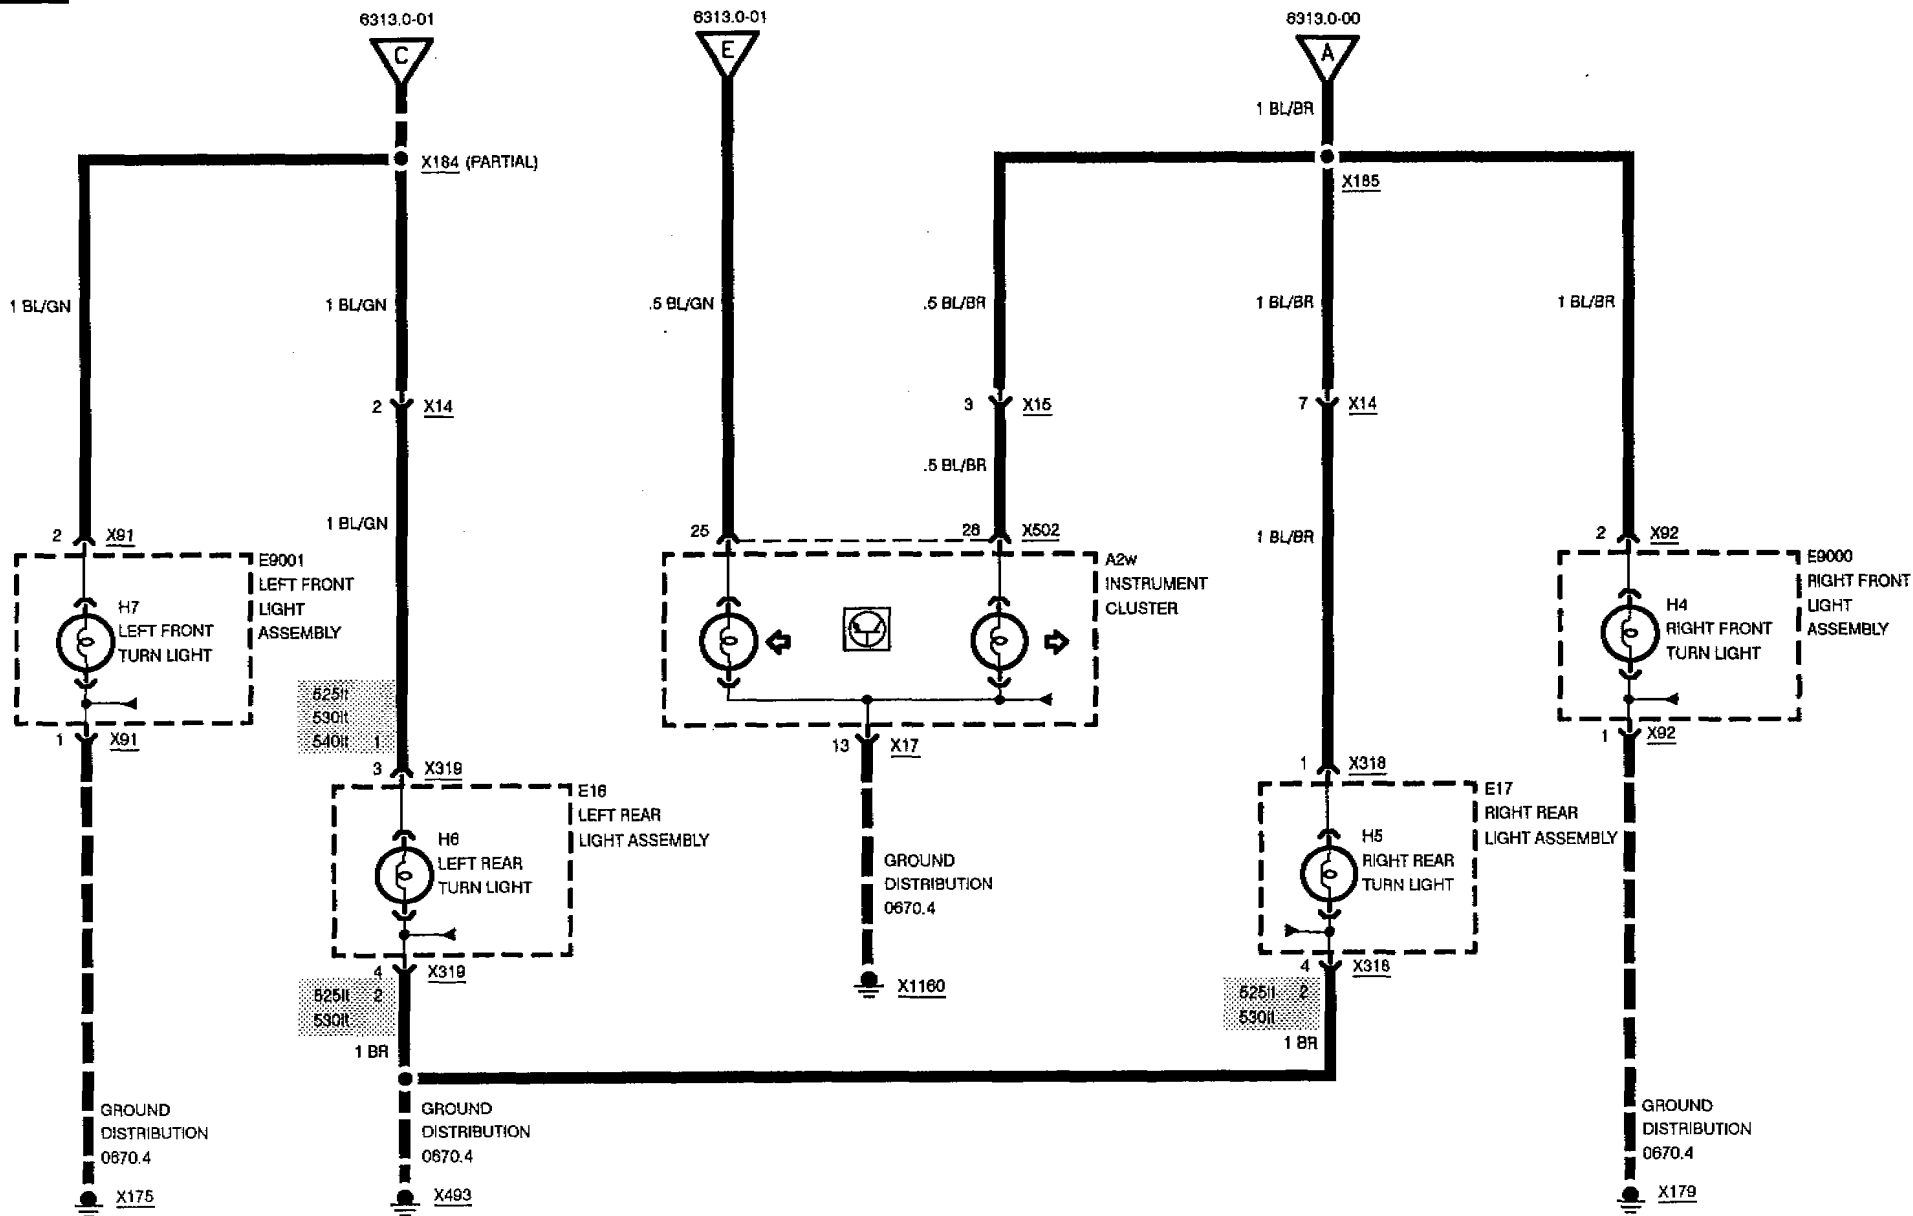 6313.0-01
6313.0-01
6313.0-00
C
E
A
1 BL/BR
X184 (PARTIAL)
X185
1 BL/GN
1 BL/GN
.5 BL/GN
.5 BL/BR
1 BL/BR
1 BL/BR
2 X14
3 X15
7 X14
.5 BL/BR
1 BL/GN
1 BL/BR
2 X91
25
28 X502
2 X92
E9001
LEFT FRONT
LIGHT
ASSEMBLY
H7
LEFT FRONT
TURN LIGHT
A2w
INSTRUMENT
CLUSTER
E9000
RIGHT FRONT
LIGHT
ASSEMBLY
H4
RIGHT FRONT
TURN LIGHT
525it
530it
540it 1
1 X91
13 X17
1 X92
3 X319
1 X318
E16
LEFT REAR
LIGHT ASSEMBLY
H6
LEFT REAR
TURN LIGHT
E17
RIGHT REAR
LIGHT ASSEMBLY
H5
RIGHT REAR
TURN LIGHT
GROUND
DISTRIBUTION
0670.4
4 X319
4 X318
525it 2
530it
525it 2
530it
X1160
1 BR
1 BR
GROUND
DISTRIBUTION
0670.4
GROUND
DISTRIBUTION
0670.4
GROUND
DISTRIBUTION
0670.4
X175
X493
X179